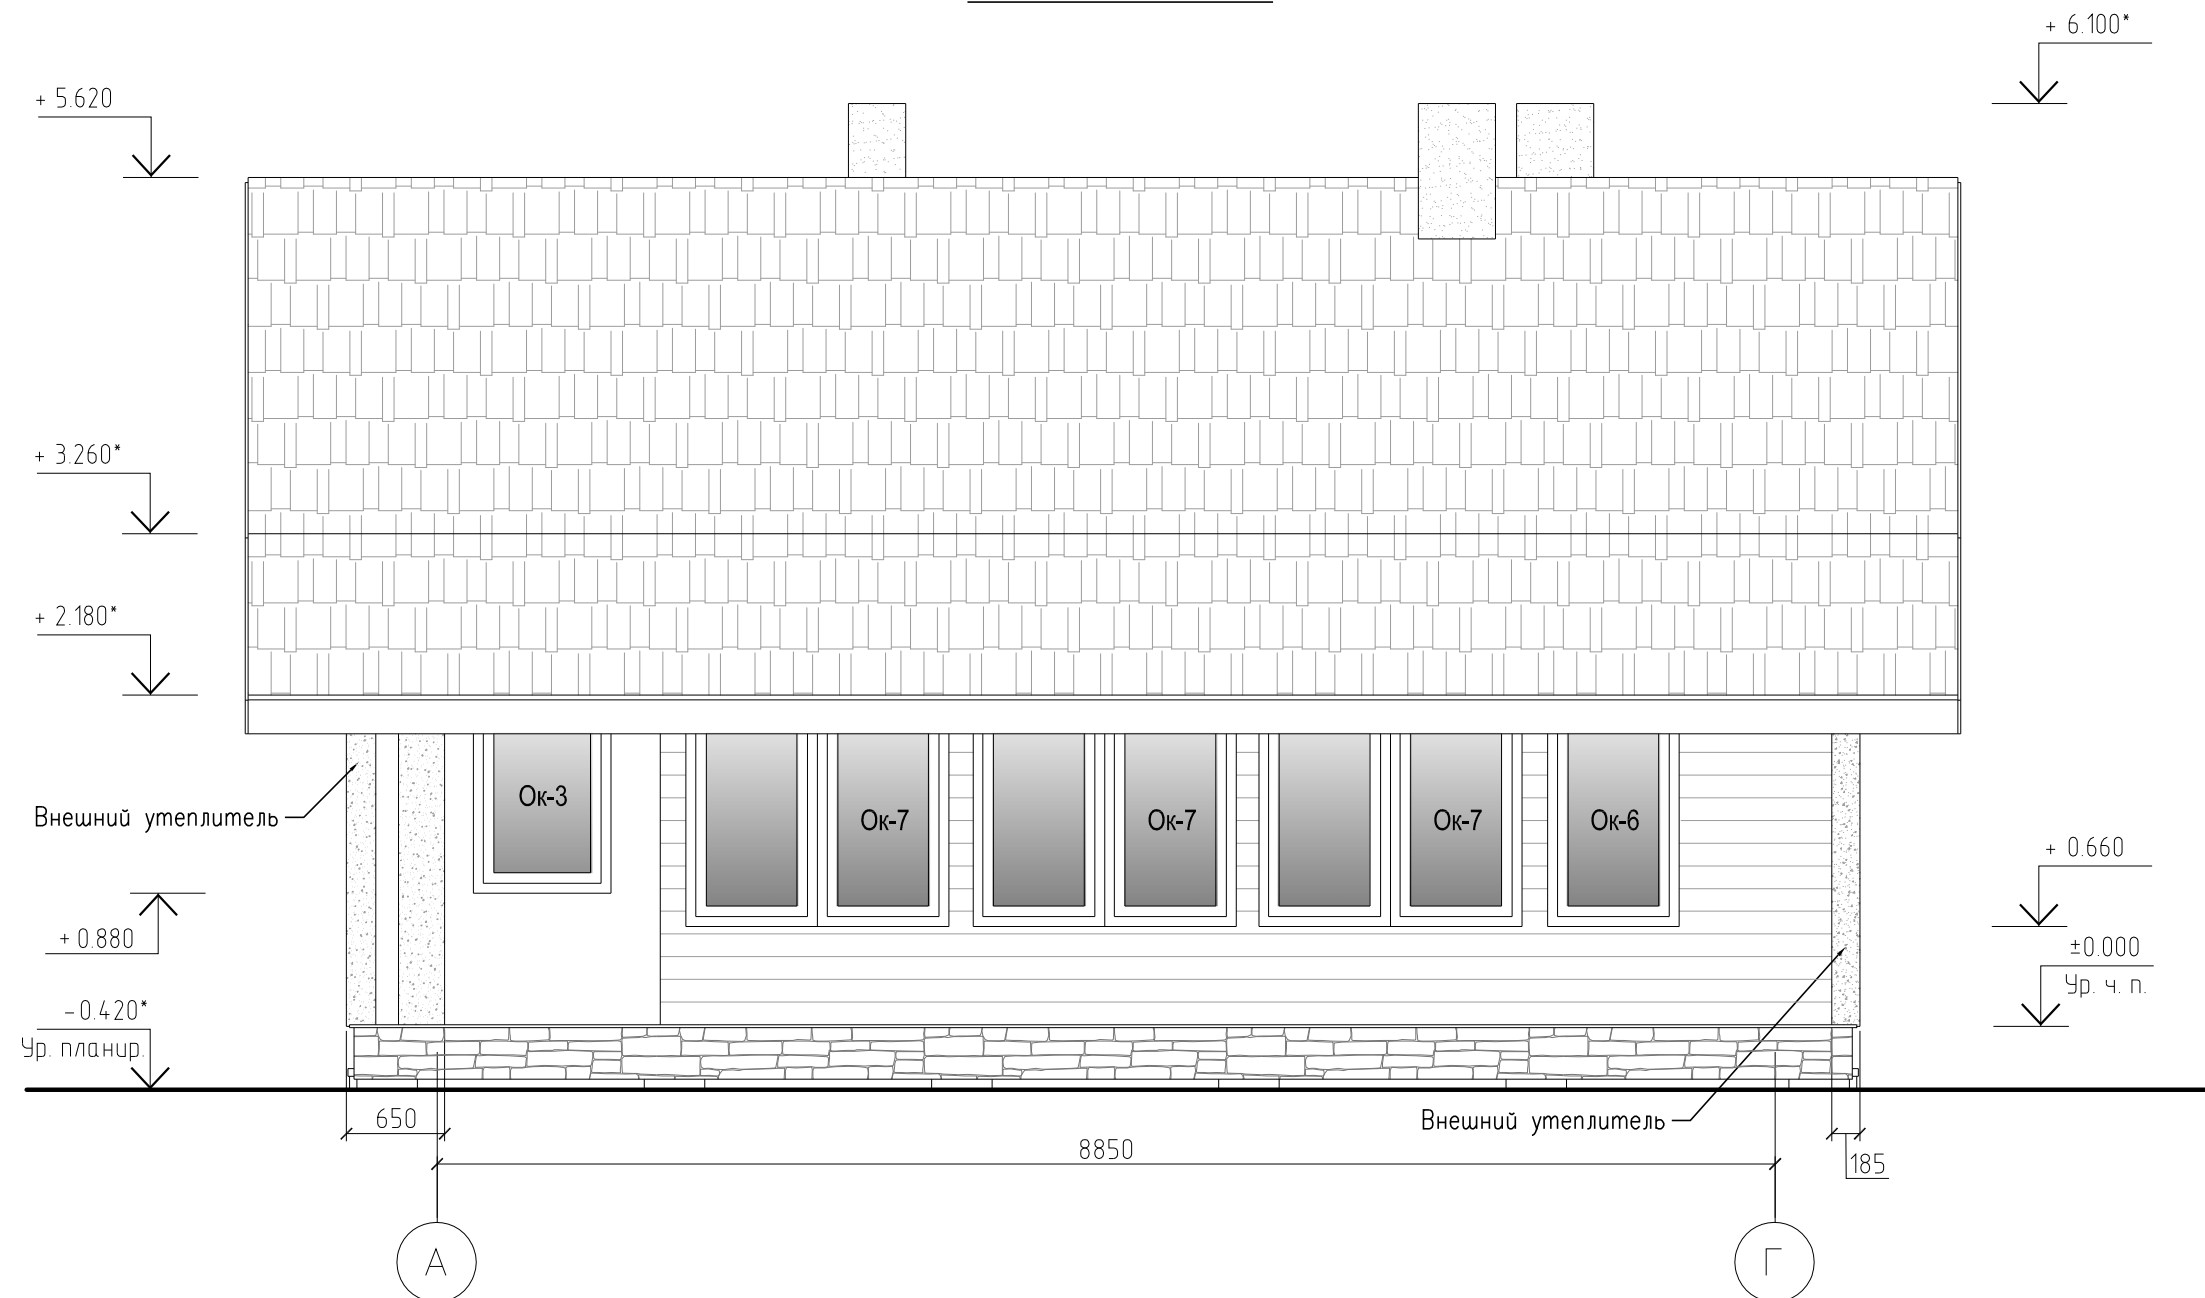 + 6.100*
+ 5.620
+ 3.260*
+ 2.180*
Ок-3
Ок-7
Ок-7
Ок-7
Ок-6
Внешний утеплитель
+ 0.660
+ 0.880
±0.000
Ур. ч. п.
-0.420*
Ур. планир.
650
Внешний утеплитель
8850
185
А
Г